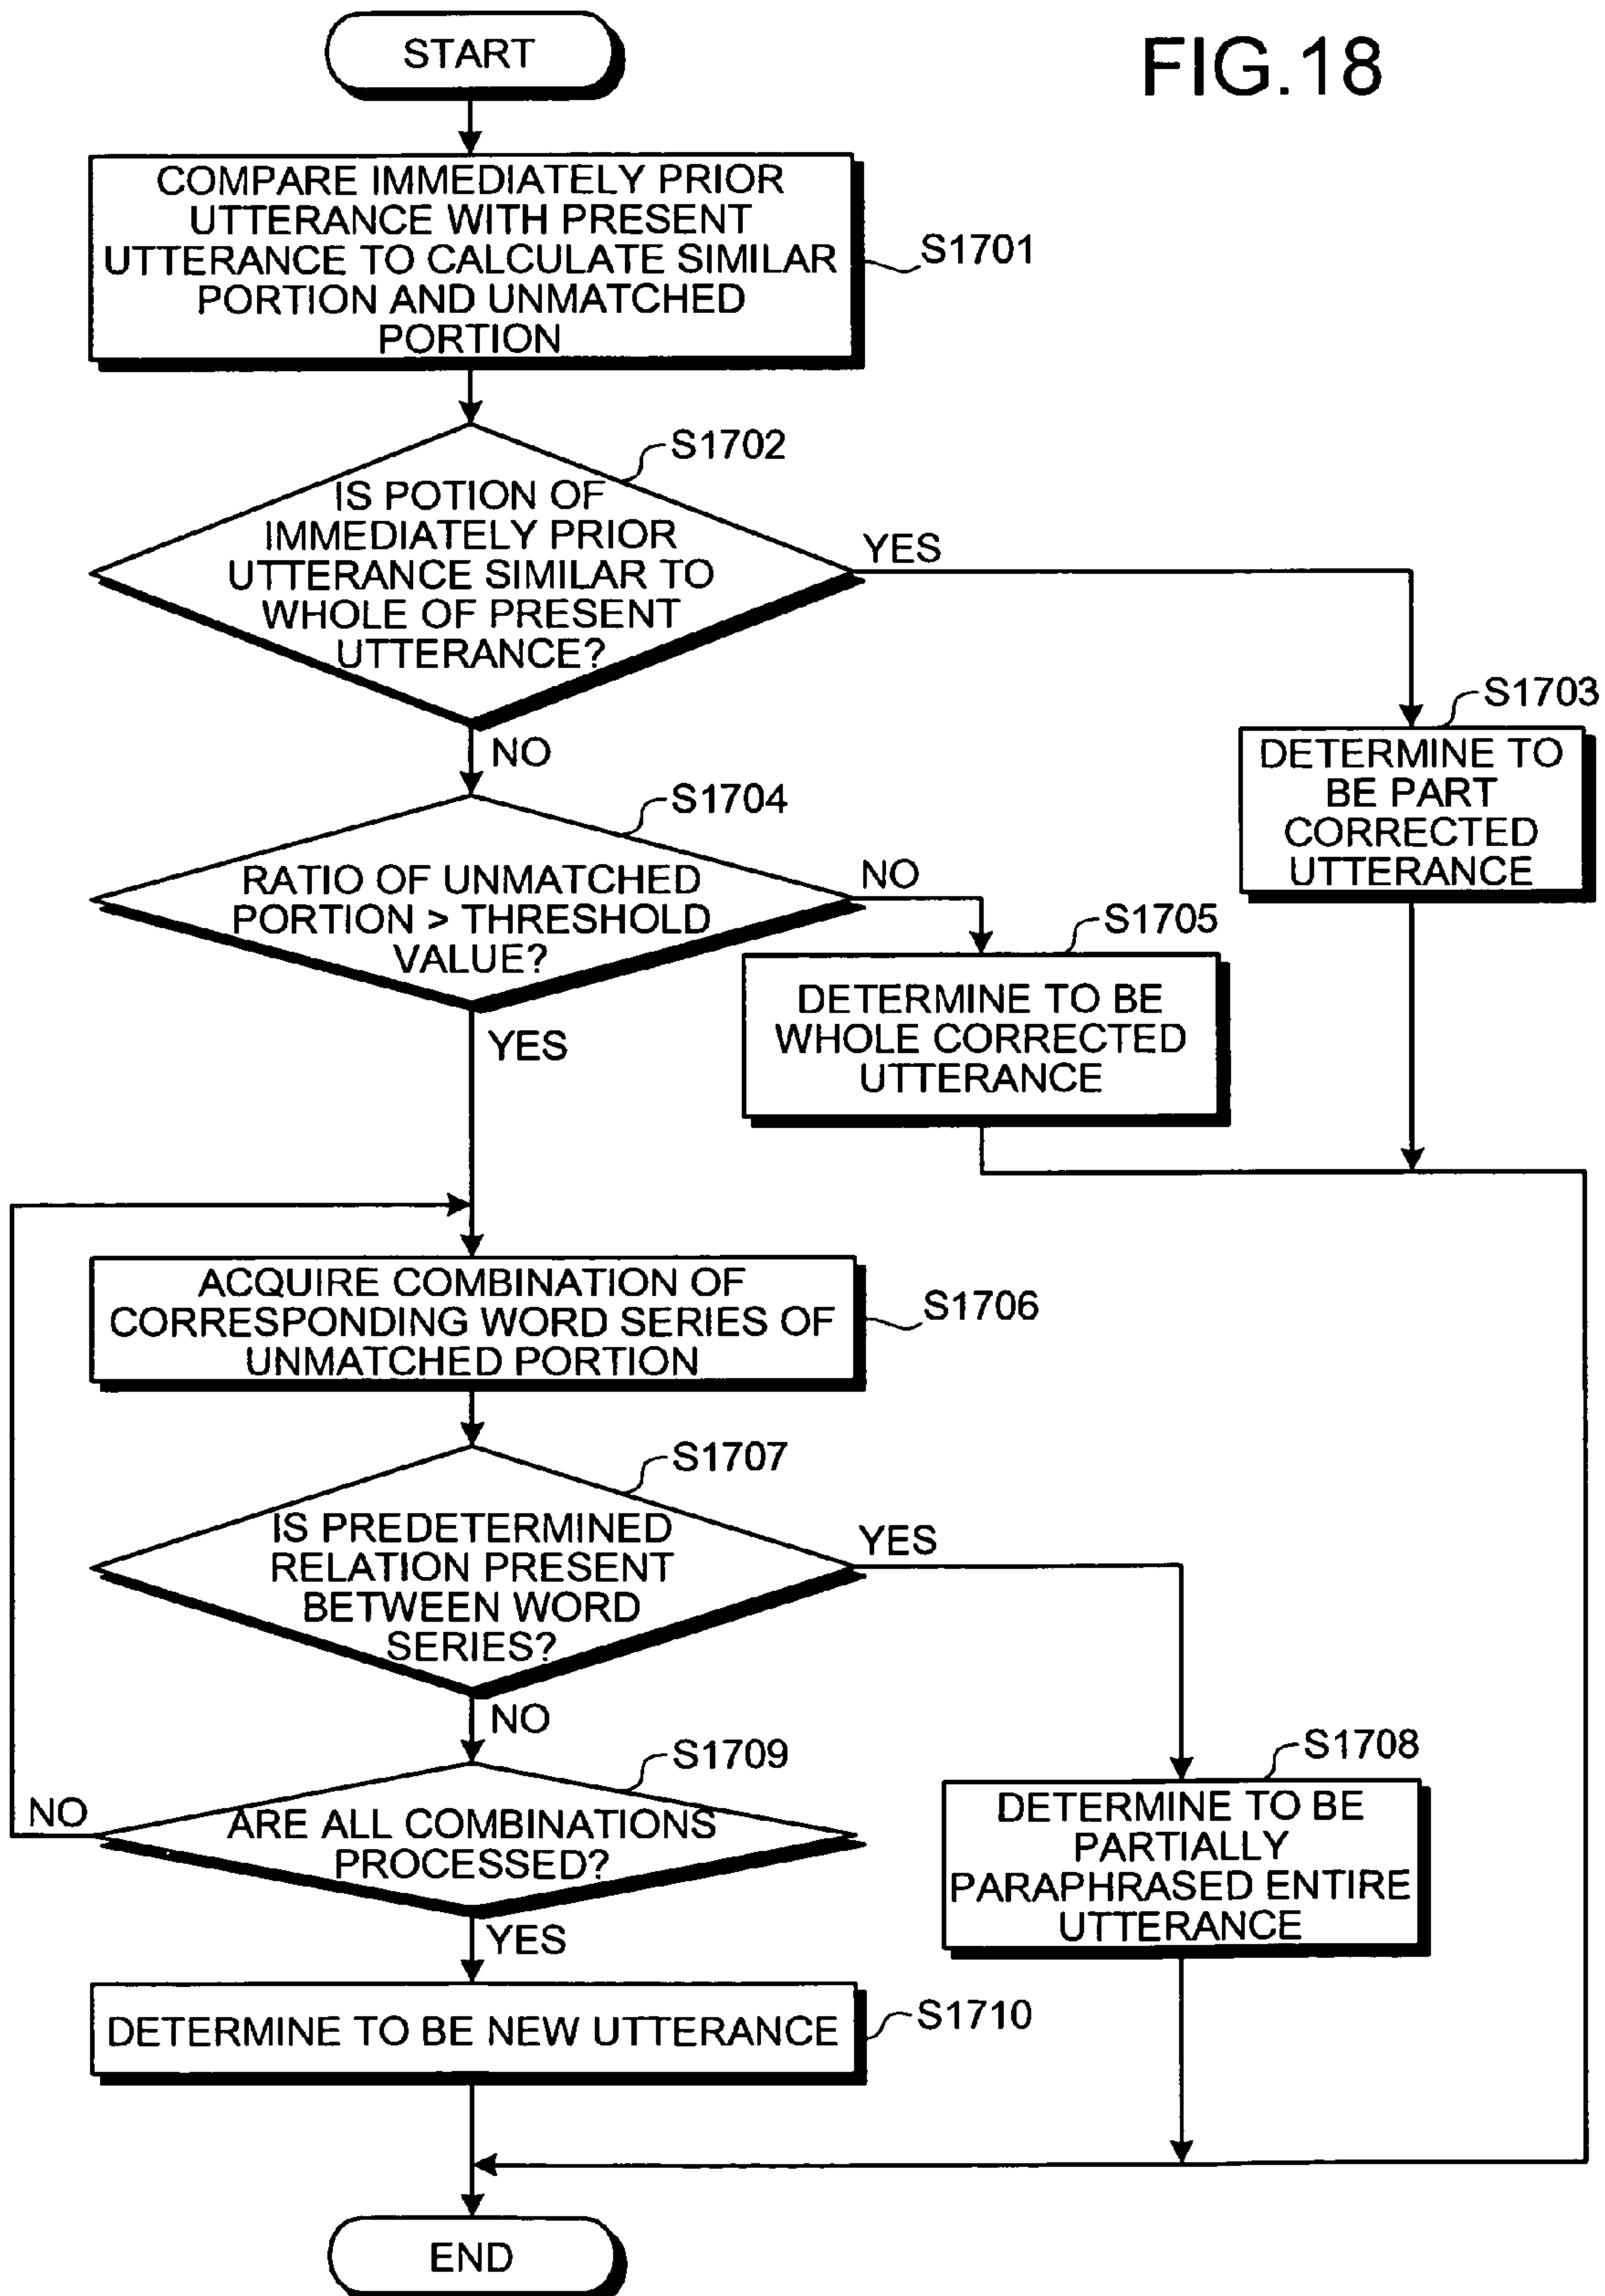 FIG.18
START
COMPARE IMMEDIATELY PRIOR
UTTERANCE WITH PRESENT
UTTERANCE TO CALCULATE SIMILAR
PORTION AND UNMATCHED
PORTION
S1701
S1702
IS POTION OF
IMMEDIATELY PRIOR
UTTERANCE SIMILAR TO
WHOLE OF PRESENT
UTTERANCE?
YES
NO
S1703
DETERMINE TO
BE PART
CORRECTED
UTTERANCE
S1704
RATIO OF UNMATCHED
PORTION > THRESHOLD
VALUE?
NO
YES
S1705
DETERMINE TO BE
WHOLE CORRECTED
UTTERANCE
ACQUIRE COMBINATION OF
CORRESPONDING WORD SERIES OF
UNMATCHED PORTION
S1706
S1707
IS PREDETERMINED
RELATION PRESENT
BETWEEN WORD
SERIES?
YES
NO
S1708
DETERMINE TO BE
PARTIALLY
PARAPHRASED ENTIRE
UTTERANCE
S1709
ARE ALL COMBINATIONS
PROCESSED?
NO
YES
DETERMINE TO BE NEW UTTERANCE
S1710
END